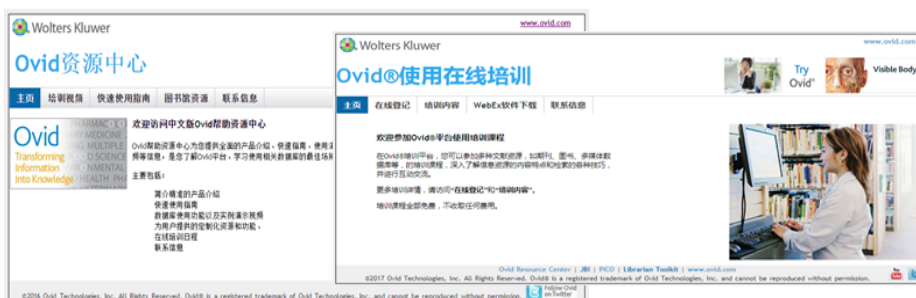 Wolters Kluwer
www.ovid.com
Ovid资源中心
主页 培训视频 快速使用指南 图书馆资源 联系信息
Ovid
Transforming
Information
Into Knowledge
欢迎访问中文版Ovid帮助资源中心
Ovid帮助资源中心为您提供全面的产品介绍、快速指南、使用
频等信息，是您了解Ovid平台，学习使用相关数据库的最佳场所
主要包括：
简介精准的产品介绍
快速使用指南
数据库使用功能以及实例演示视频
为用户提供的定制化资源和功能、
在线培训日程
联系信息
©2016 Ovid Technologies, Inc. All Rights Reserved. Ovid® is a registered trademark of Ovid Technologies, Inc. and cannot be reproduced without permission.
Follow Ovid
on Twitter
Wolters Kluwer
www.ovid.com
Ovid®使用在线培训
Try
Ovid®
Visible Body
主页 在线登记 培训内容 WebEx软件下载 联系信息
欢迎参加Ovid®平台使用培训课程
在Ovid®培训平台，您可以参加多种文献资源，如期刊、图书、多媒体数
据库等，的培训课程，深入了解信息资源的内容特点和检索的各种技巧，
并进行互动交流。
更多培训详情，请访问“在线登记”和“培训内容”。
培训课程全部免费，不收取任何费用。
Ovid Resource Center | JBI | PICO | Librarian Toolkit | www.ovid.com
©2017 Ovid Technologies, Inc. All Rights Reserved. Ovid® is a registered trademark of Ovid Technologies, Inc. and cannot be reproduced without permission.